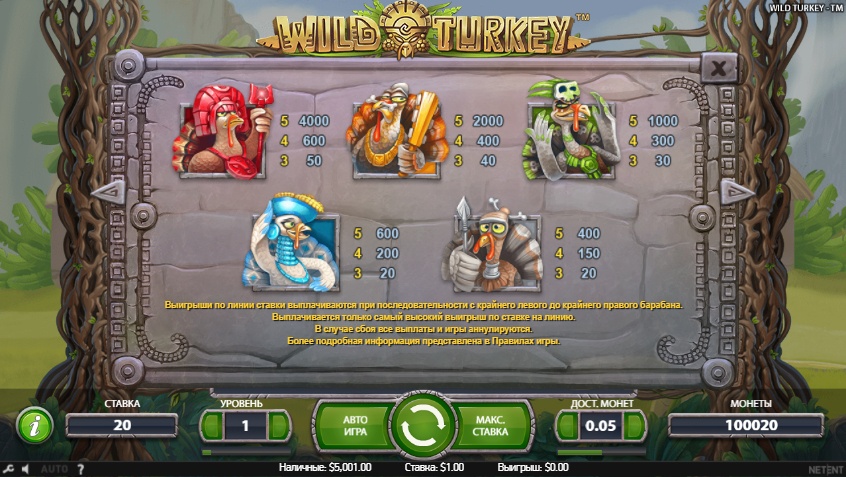 WILD TURKEY - TM
WILD TURKEY™
X
5 4000
4 600
3 50
5 2000
4 400
3 40
5 1000
4 300
3 30
5 600
4 200
3 20
5 400
4 150
3 20
Выигрыши по линии ставки выплачиваются при последовательности с крайнего левого до крайнего правого барабана.
Выплачивается только самый высокий выигрыш по ставке на линию.
В случае сбоя все выплаты и игры аннулируются.
Более подробная информация представлена в Правилах игры.
СТАВКА
20
УРОВЕНЬ
1
АВТО
ИГРА
МАКС.
СТАВКА
ДОСТ. МОНЕТ
0.05
МОНЕТЫ
100020
i
AUTO ?
Наличные: $5,001.00 Ставка: $1.00 Выигрыш: $0.00
NETENT